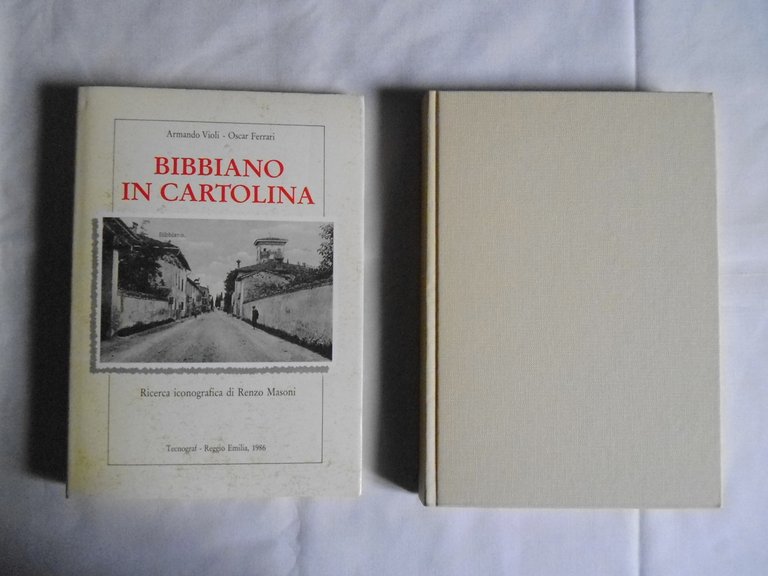 Armando Violi - Oscar Ferrari
BIBBIANO
IN CARTOLINA
Bibbiano.
Ricerca iconografica di Renzo Masoni
Tecnograf - Reggio Emilia, 1986